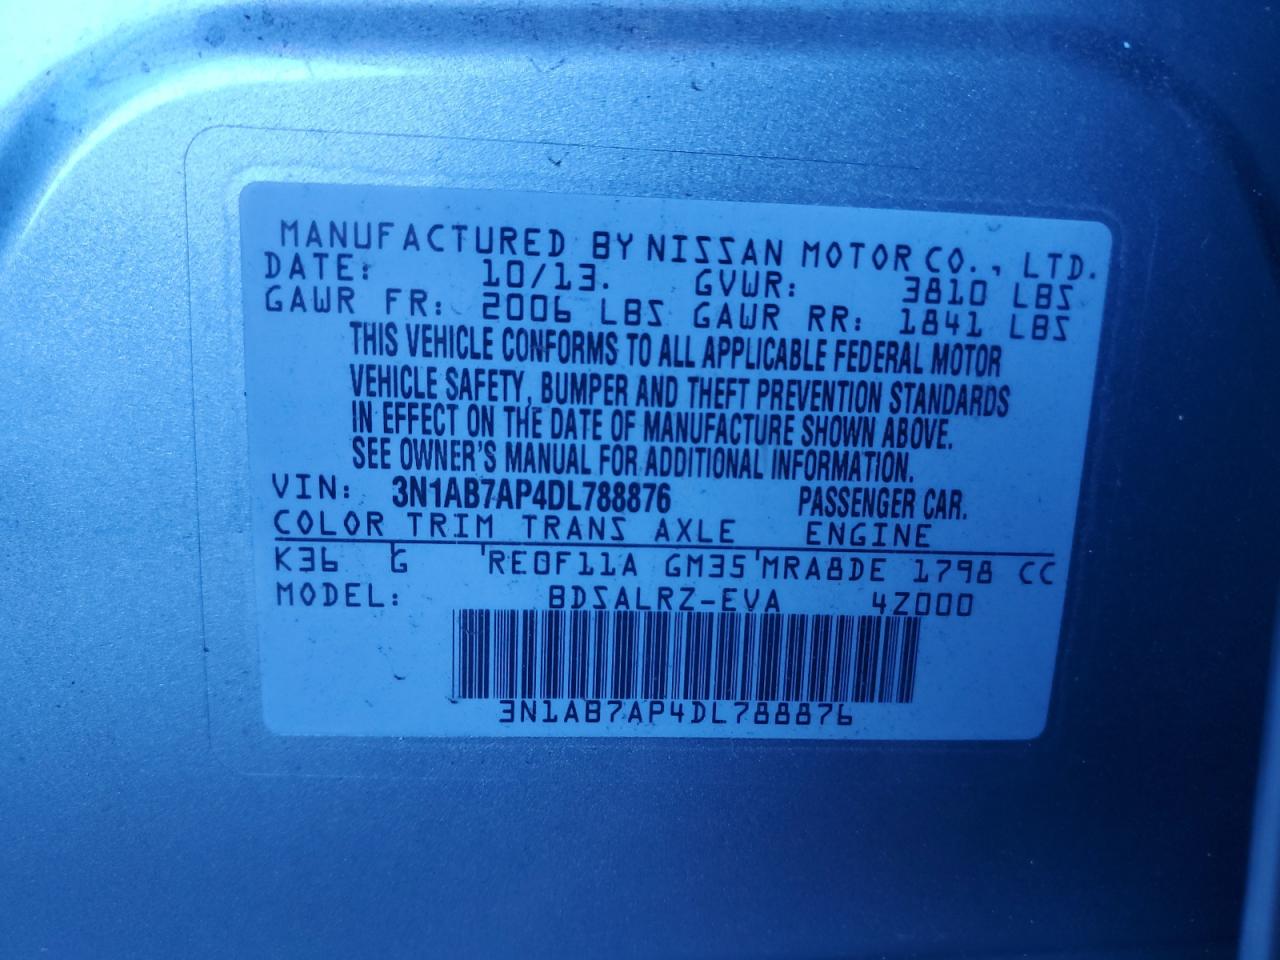 MANUFACTURED BY NISSAN MOTOR CO., LTD.
DATE: 10/13. GVWR: 3810 LBS
GAWR FR: 2006 LBS GAWR RR: 1841 LBS
THIS VEHICLE CONFORMS TO ALL APPLICABLE FEDERAL MOTOR
VEHICLE SAFETY, BUMPER AND THEFT PREVENTION STANDARDS
IN EFFECT ON THE DATE OF MANUFACTURE SHOWN ABOVE.
SEE OWNER'S MANUAL FOR ADDITIONAL INFORMATION.
VIN: 3N1AB7AP4DL788876 PASSENGER CAR.
COLOR TRIM TRANS AXLE ENGINE
K36 G RE0F11A GM35 MRA8DE 1798 CC
MODEL: BDSALRZ-EVA 4Z000
3N1AB7AP4DL788876